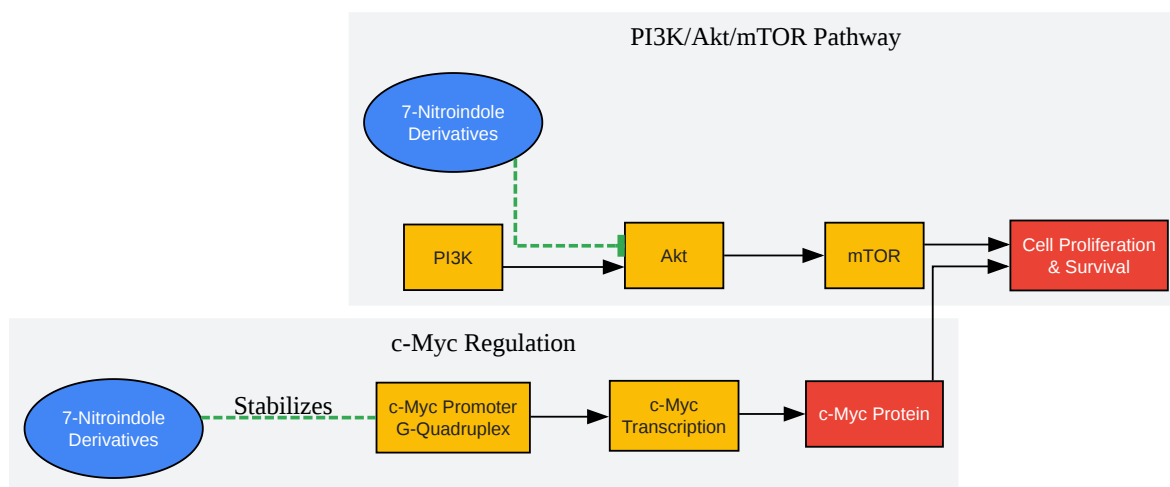 PI3K/Akt/mTOR Pathway
7-Nitroindole
Derivatives
PI3K
Akt
mTOR
Cell Proliferation
& Survival
c-Myc Regulation
7-Nitroindole
Derivatives
Stabilizes
c-Myc Promoter
G-Quadruplex
c-Myc
Transcription
c-Myc Protein